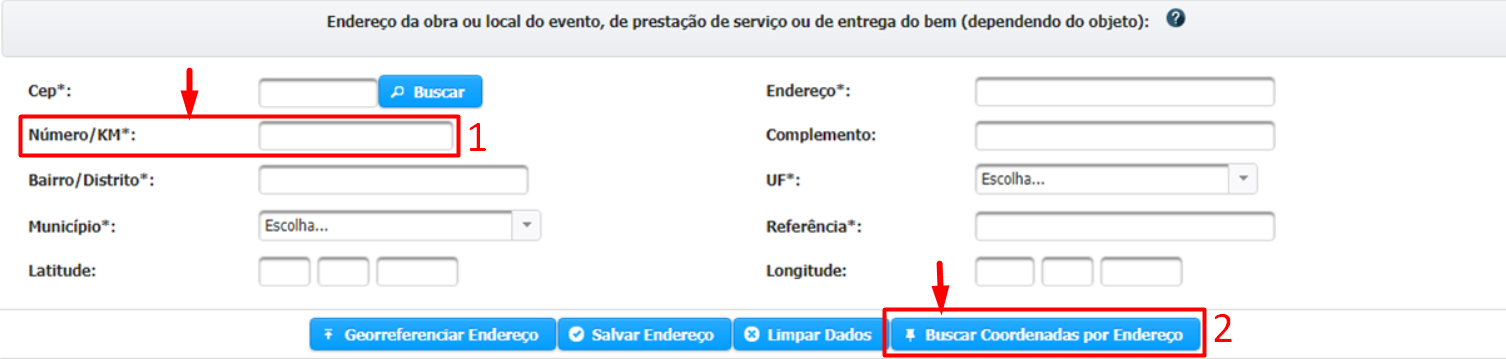 Endereço da obra ou local do evento, de prestação de serviço ou de entrega do bem (dependendo do objeto): ?
Cep*: Buscar Endereço*:
Número/KM*: 1 Complemento:
Bairro/Distrito*: UF*: Escolha...
Município*: Escolha... Referência*:
Latitude: Longitude:
Georreferenciar Endereço Salvar Endereço Limpar Dados Buscar Coordenadas por Endereço 2